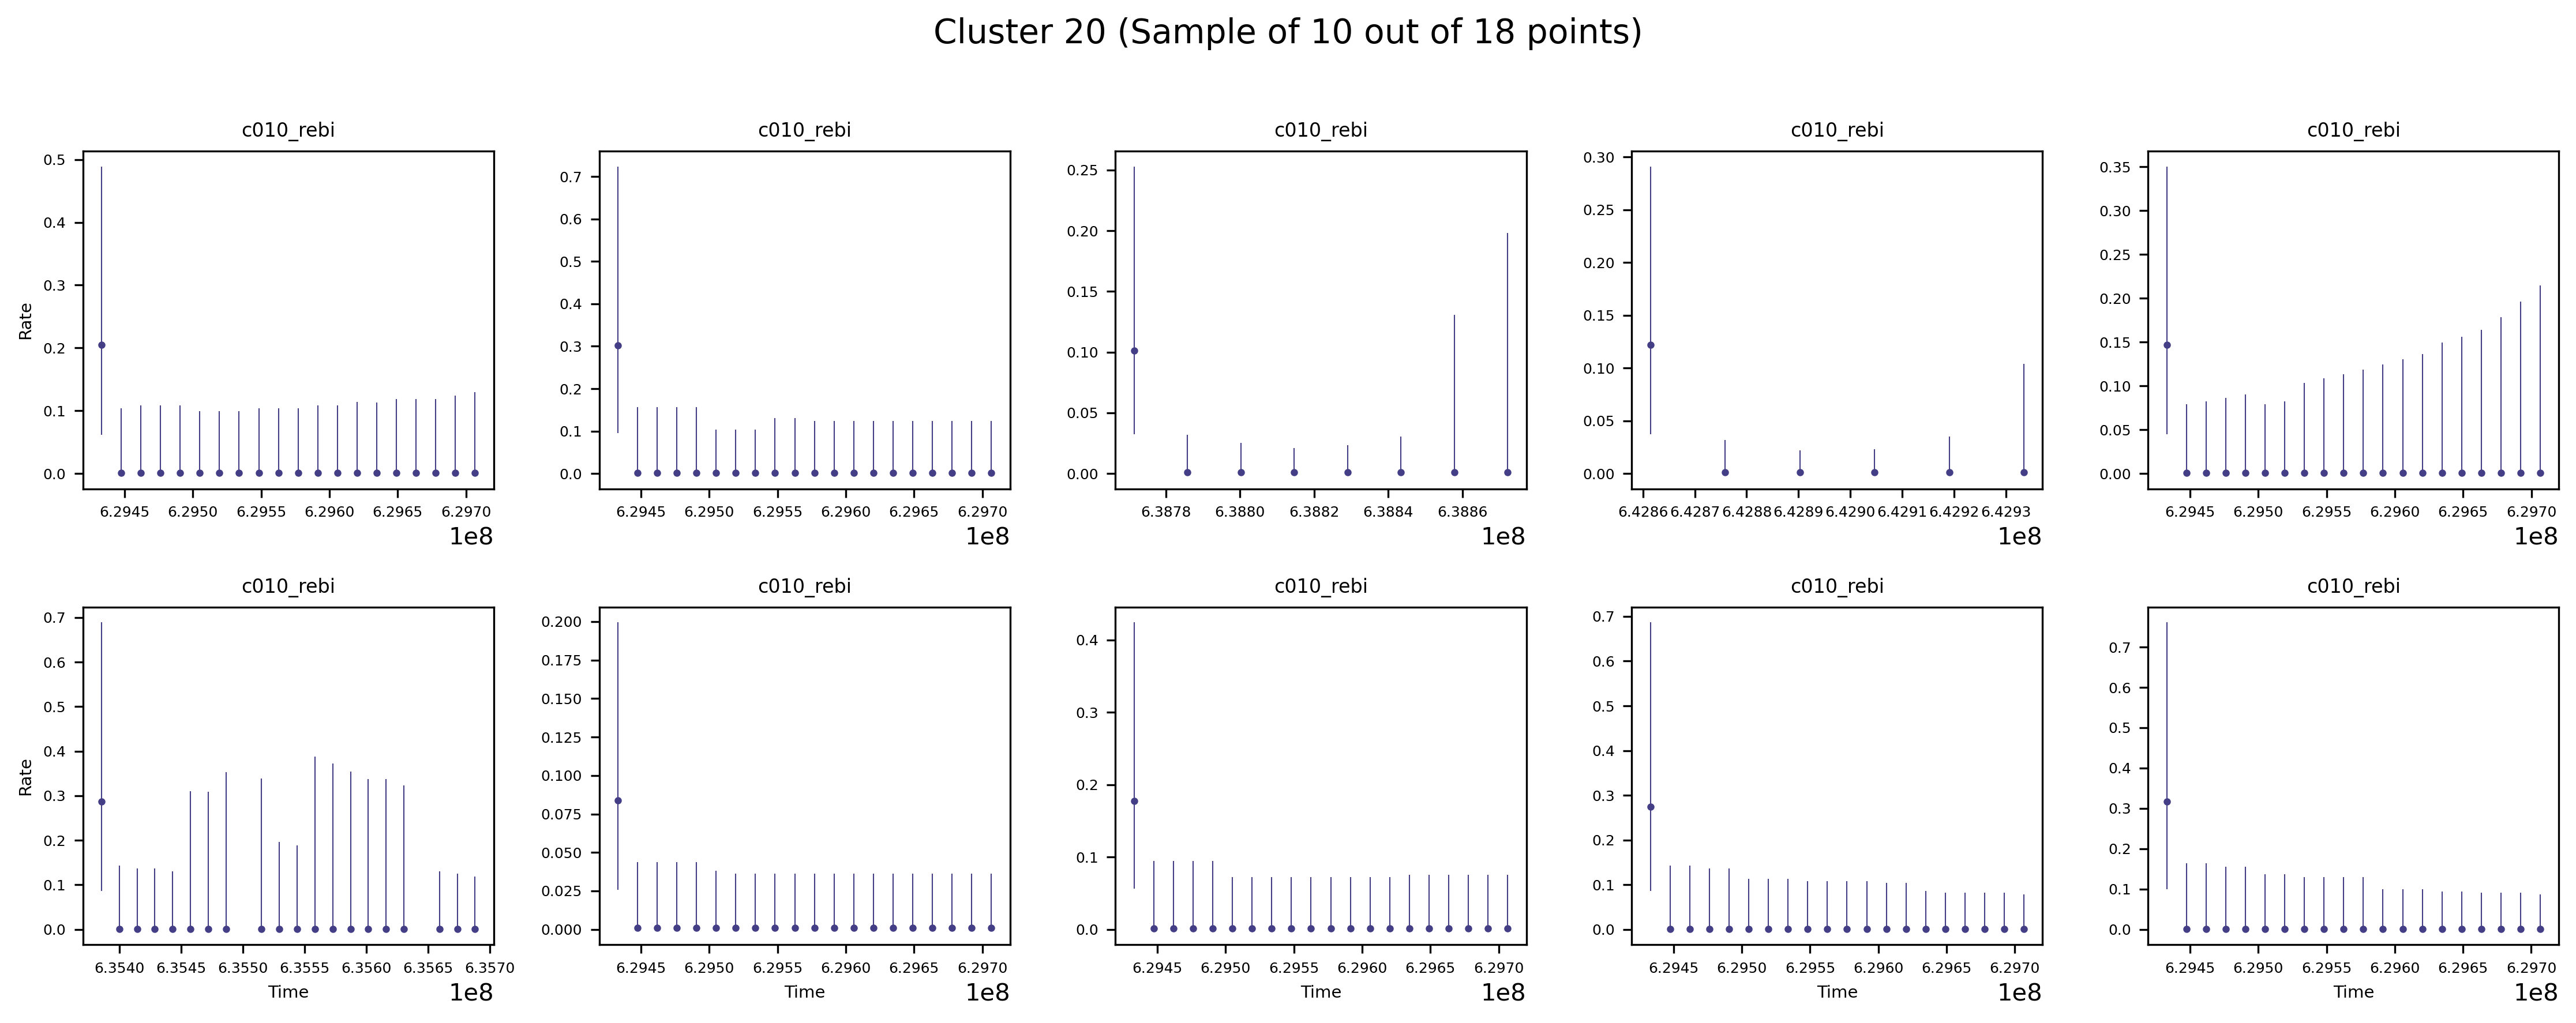 Cluster 20 (Sample of 10 out of 18 points)
c010_rebi c010_rebi c010_rebi c010_rebi c010_rebi
Rate
0.5
0.4
0.3
0.2
0.1
0.0
6.2945 6.2950 6.2955 6.2960 6.2965 6.2970
1e8
0.7
0.6
0.5
0.4
0.3
0.2
0.1
0.0
6.2945 6.2950 6.2955 6.2960 6.2965 6.2970
1e8
0.25
0.20
0.15
0.10
0.05
0.00
6.3878 6.3880 6.3882 6.3884 6.3886
1e8
0.30
0.25
0.20
0.15
0.10
0.05
0.00
6.4286 6.4287 6.4288 6.4289 6.4290 6.4291 6.4292 6.4293
1e8
0.35
0.30
0.25
0.20
0.15
0.10
0.05
0.00
6.2945 6.2950 6.2955 6.2960 6.2965 6.2970
1e8
c010_rebi c010_rebi c010_rebi c010_rebi c010_rebi
Rate
0.7
0.6
0.5
0.4
0.3
0.2
0.1
0.0
6.3540 6.3545 6.3550 6.3555 6.3560 6.3565 6.3570
Time 1e8
0.200
0.175
0.150
0.125
0.100
0.075
0.050
0.025
0.000
6.2945 6.2950 6.2955 6.2960 6.2965 6.2970
Time 1e8
0.4
0.3
0.2
0.1
0.0
6.2945 6.2950 6.2955 6.2960 6.2965 6.2970
Time 1e8
0.7
0.6
0.5
0.4
0.3
0.2
0.1
0.0
6.2945 6.2950 6.2955 6.2960 6.2965 6.2970
Time 1e8
0.7
0.6
0.5
0.4
0.3
0.2
0.1
0.0
6.2945 6.2950 6.2955 6.2960 6.2965 6.2970
Time 1e8